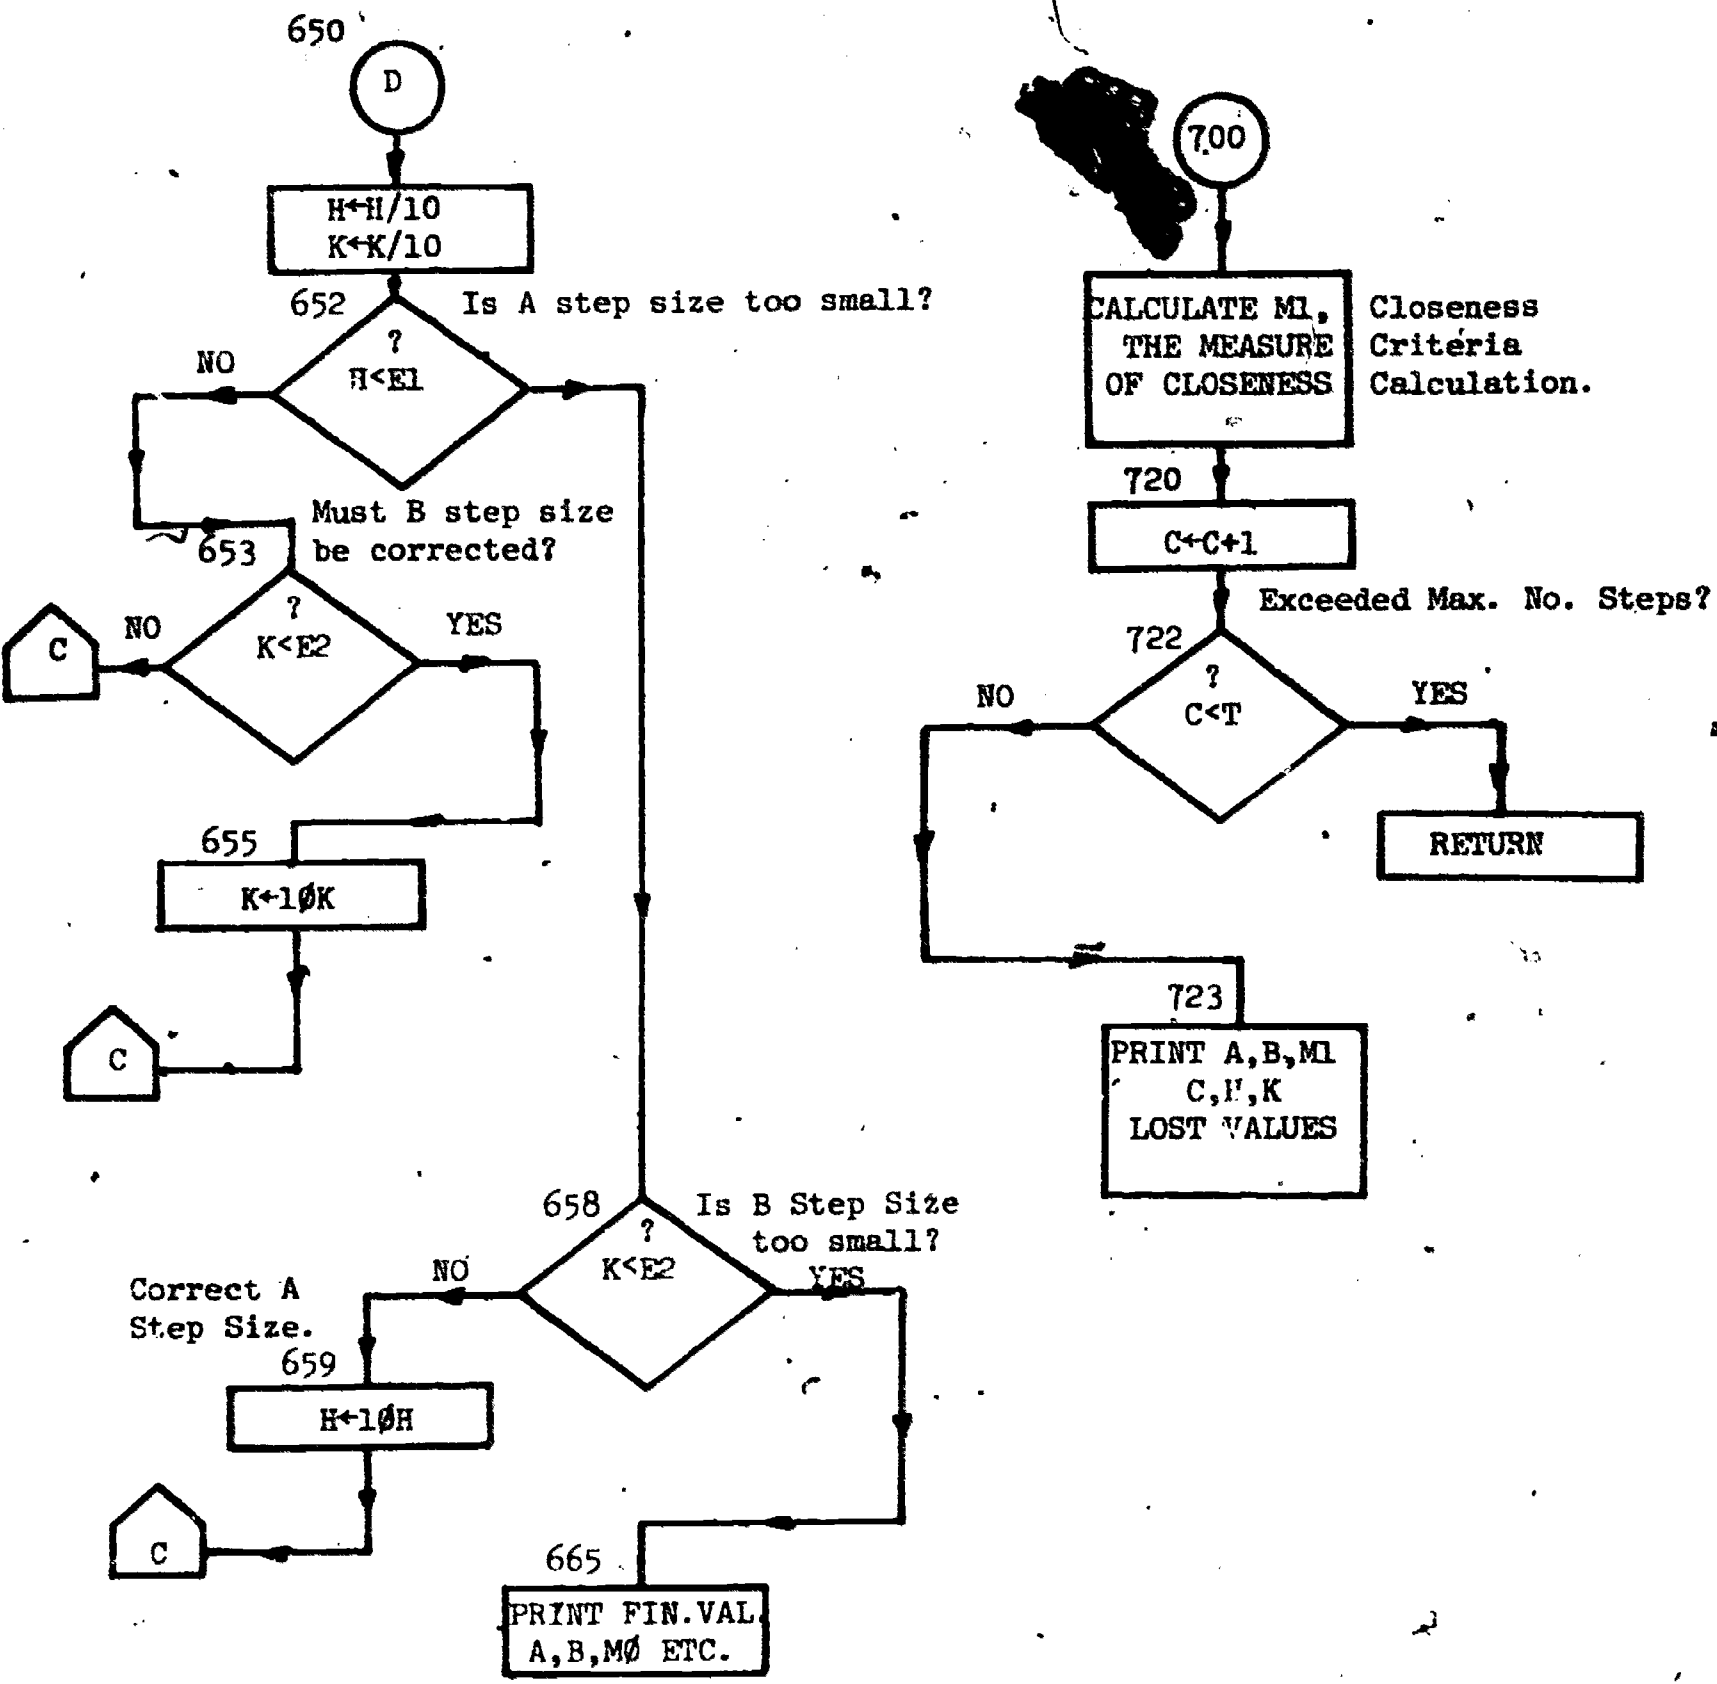 650
D
H←H/10
K←K/10
652
Is A step size too small?
?
H<E1
NO
Must B step size
be corrected?
653
?
K<E2
NO
YES
C
655
K←1ØK
C
658
Is B Step Size
too small?
?
K<E2
NO
YES
Correct A
Step Size.
659
H←1ØH
C
665
PRINT FIN.VAL.
A,B,MØ ETC.
700
CALCULATE M1,
THE MEASURE
OF CLOSENESS
Closeness
Criteria
Calculation.
720
C←C+1
Exceeded Max. No. Steps?
722
?
C<T
NO
YES
RETURN
723
PRINT A,B,M1
C,H,K
LOST VALUES